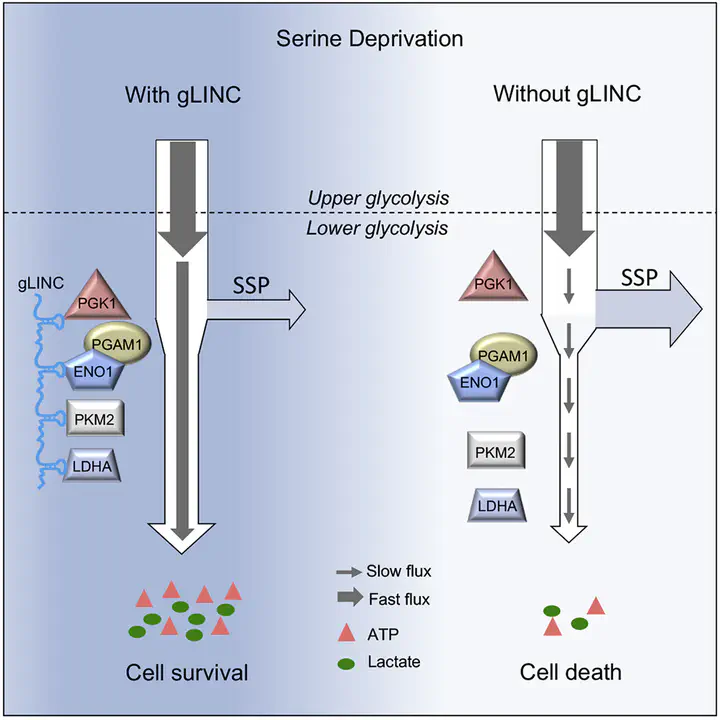 Serine Deprivation
With gLINC
Without gLINC
Upper glycolysis
Lower glycolysis
gLINC
PGK1
PGAM1
ENO1
PKM2
LDHA
SSP
PGK1
PGAM1
ENO1
PKM2
LDHA
SSP
Slow flux
Fast flux
ATP
Lactate
Cell survival
Cell death